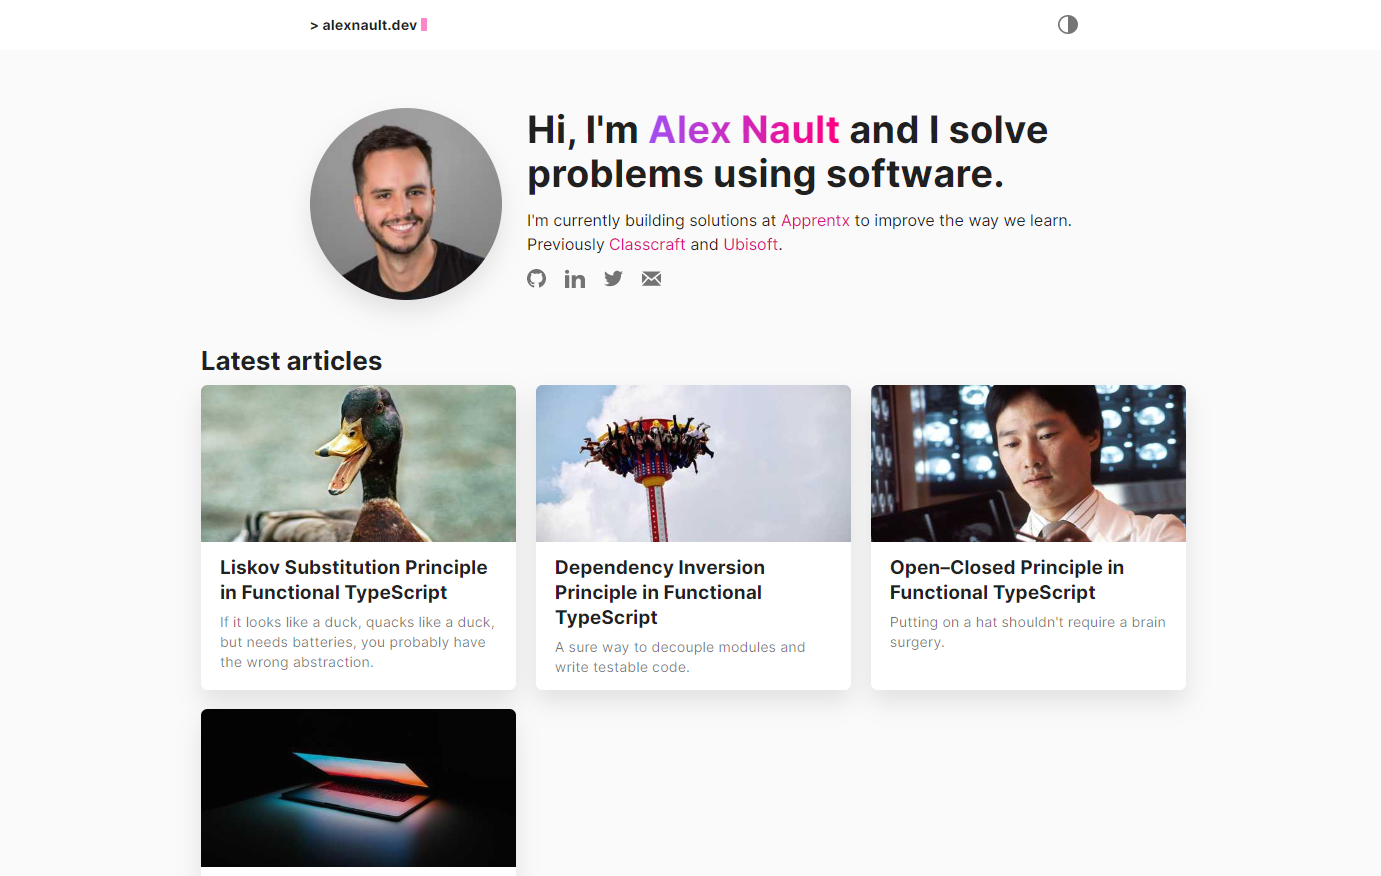 > alexnault.dev
Hi, I'm Alex Nault and I solve
problems using software.
I'm currently building solutions at Apprentx to improve the way we learn.
Previously Classcraft and Ubisoft.
Latest articles
Liskov Substitution Principle
in Functional TypeScript
If it looks like a duck, quacks like a duck,
but needs batteries, you probably have
the wrong abstraction.
Dependency Inversion
Principle in Functional
TypeScript
A sure way to decouple modules and
write testable code.
Open–Closed Principle in
Functional TypeScript
Putting on a hat shouldn't require a brain
surgery.